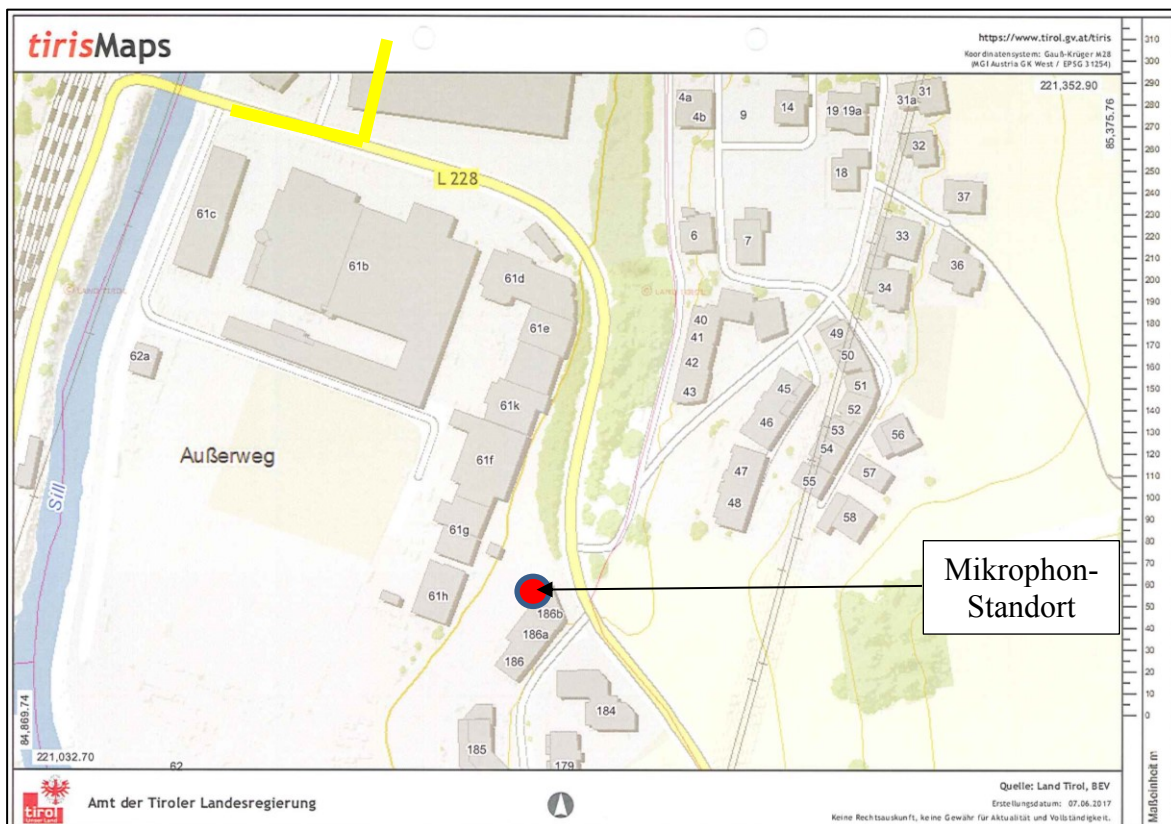 tirisMaps
https://www.tirol.gv.at/tiris
Koordinatensystem: Gauß-Krüger M28
(MGI Austria GK West / EPSG 31254)
221,352.90
85,375.76
310
300
290
280
270
260
250
240
230
220
210
200
190
180
170
160
150
140
130
120
110
100
90
80
70
60
50
40
30
20
10
0
Maßeinheit m
L 228
4a
4b
9
14
19 19a
31a
31
32
18
37
61c
6
7
33
36
61b
61d
34
40
41
42
43
49
50
61e
62a
45
46
51
52
53
54
55
56
61k
61f
47
48
57
58
Außerweg
Sill
61g
61h
Mikrophon-
Standort
186b
186a
186
184
185
179
62
84,869.74
221,032.70
tirol
Unser Land
Amt der Tiroler Landesregierung
Quelle: Land Tirol, BEV
Erstellungsdatum: 07.06.2017
Keine Rechtsauskunft, keine Gewähr für Aktualität und Vollständigkeit.